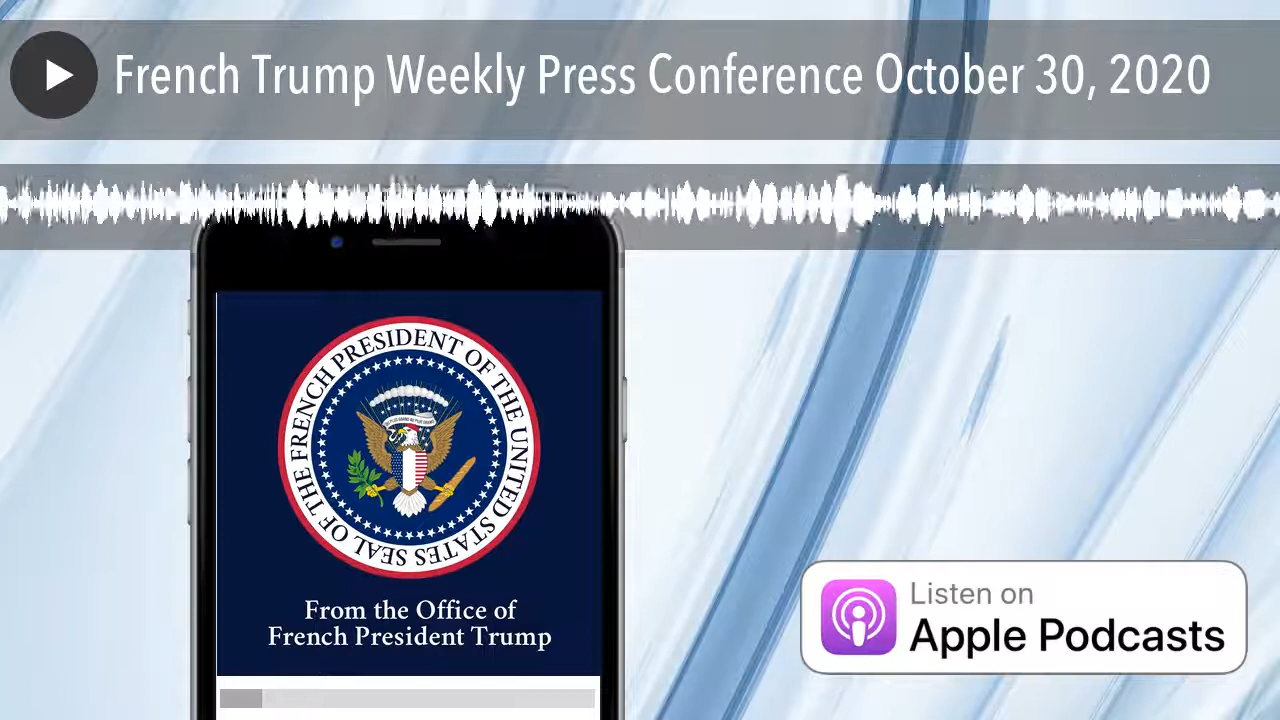 French Trump Weekly Press Conference October 30, 2020
SEAL OF THE FRENCH PRESIDENT OF THE UNITED STATES
From the Office of
French President Trump
Listen on
Apple Podcasts